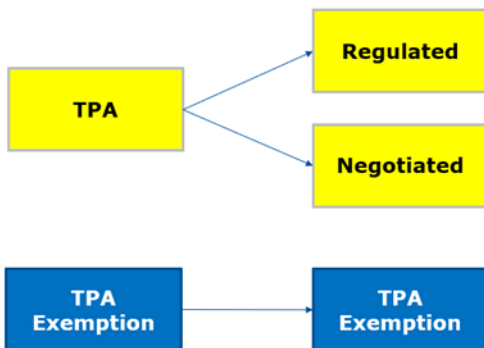 Regulated
TPA
Negotiated
TPA
Exemption
TPA
Exemption